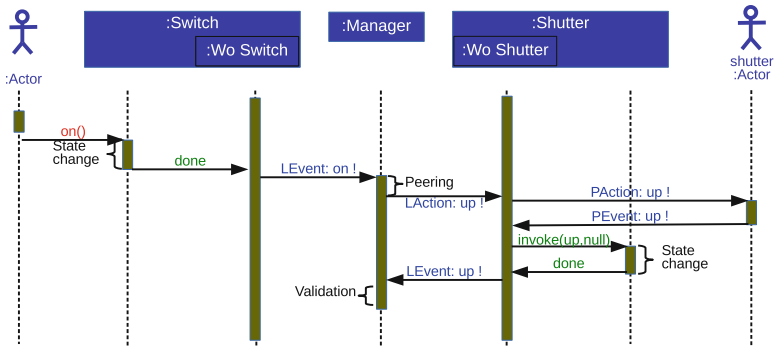 :Switch
:Wo Switch
:Manager
:Shutter
:Wo Shutter
:Actor
shutter
:Actor
on()
State
change
done
LEvent: on !
Peering
LAction: up !
PAction: up !
PEvent: up !
invoke(up,null)
State
change
done
LEvent: up !
Validation